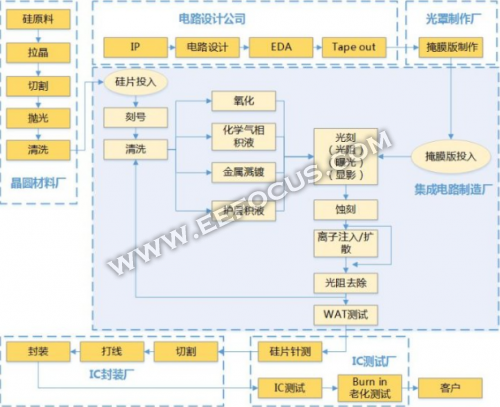 硅原料
拉晶
切割
抛光
清洗
晶圆材料厂
电路设计公司
IP
电路设计
EDA
Tape out
光罩制作厂
掩膜版制作
硅片投入
刻号
清洗
氧化
化学气相
积液
金属溅镀
护层积液
光刻
(光阻)
(曝光)
(显影)
掩膜版投入
集成电路制造厂
蚀刻
离子注入/扩
散
光阻去除
WAT测试
WWW.EEFOCUS.COM
封装
打线
切割
IC封装厂
硅片针测
IC测试厂
IC测试
Burn in
老化测试
客户